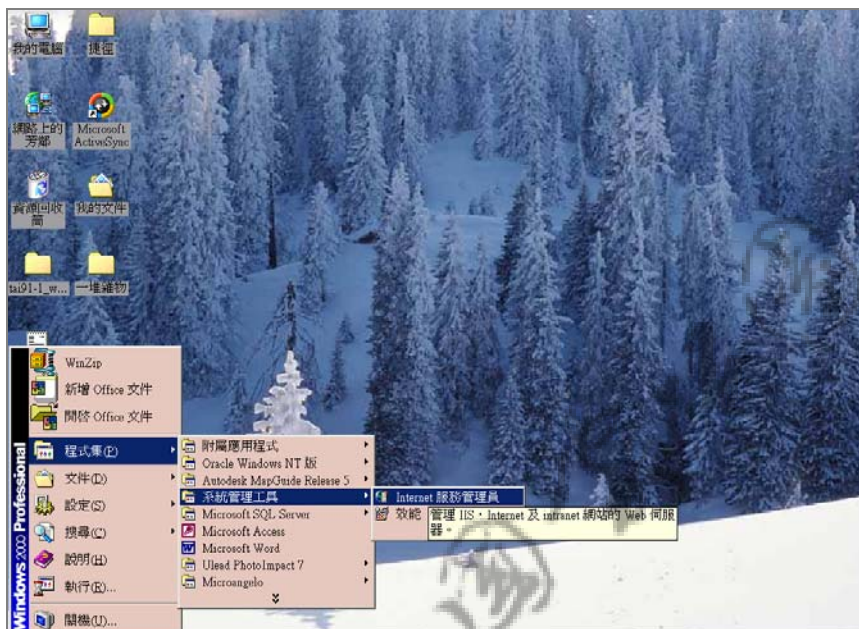 我的電腦
捷徑
網路上的
芳鄰
Microsoft
ActiveSync
資源回收
筒
我的文件
tai91-1_w...
一堆雜物
WinZip
新增 Office 文件
開啓 Office 文件
程式集(P)
文件(D)
設定(S)
搜尋(C)
說明(H)
執行(R)...
關機(U)...
Windows 2000 Professional
附屬應用程式
Oracle Windows NT 版
Autodesk MapGuide Release 5
系統管理工具
Microsoft SQL Server
Microsoft Access
Microsoft Word
Ulead PhotoImpact 7
Microangelo
Internet 服務管理員
效能
管理 IIS，Internet 及 intranet 網站的 Web 伺服
器。